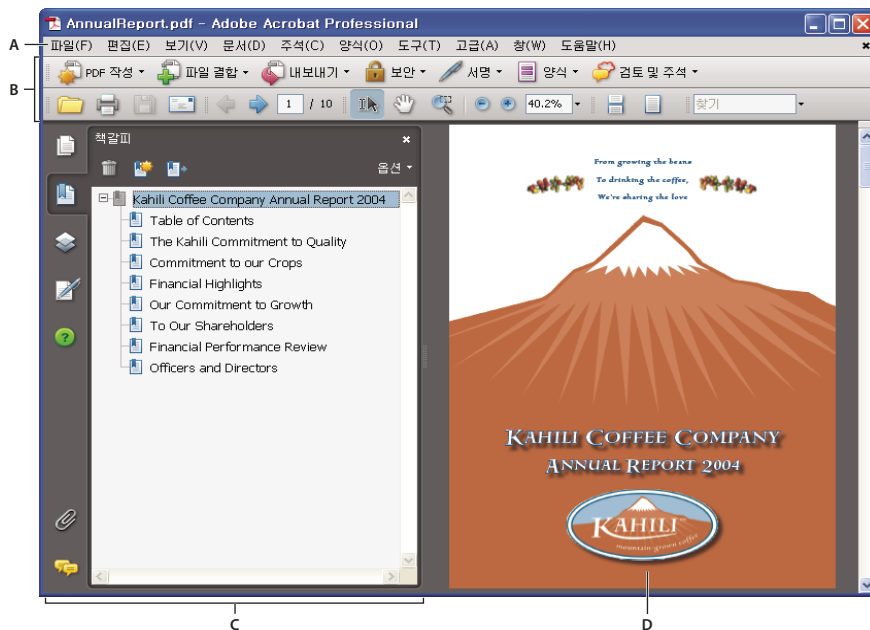 AnnualReport.pdf - Adobe Acrobat Professional
A
파일(F) 편집(E) 보기(V) 문서(D) 주석(C) 양식(O) 도구(T) 고급(A) 창(W) 도움말(H)
B
PDF 작성 파일 결합 내보내기 보안 서명 양식 검토 및 주석
1 / 10 40.2% 찾기
책갈피
옵션
Kahili Coffee Company Annual Report 2004
Table of Contents
The Kahili Commitment to Quality
Commitment to our Crops
Financial Highlights
Our Commitment to Growth
To Our Shareholders
Financial Performance Review
Officers and Directors
From growing the beans
To drinking the coffee,
We're sharing the love
KAHILI COFFEE COMPANY
ANNUAL REPORT 2004
KAHILI
mountain-grown coffee
C
D